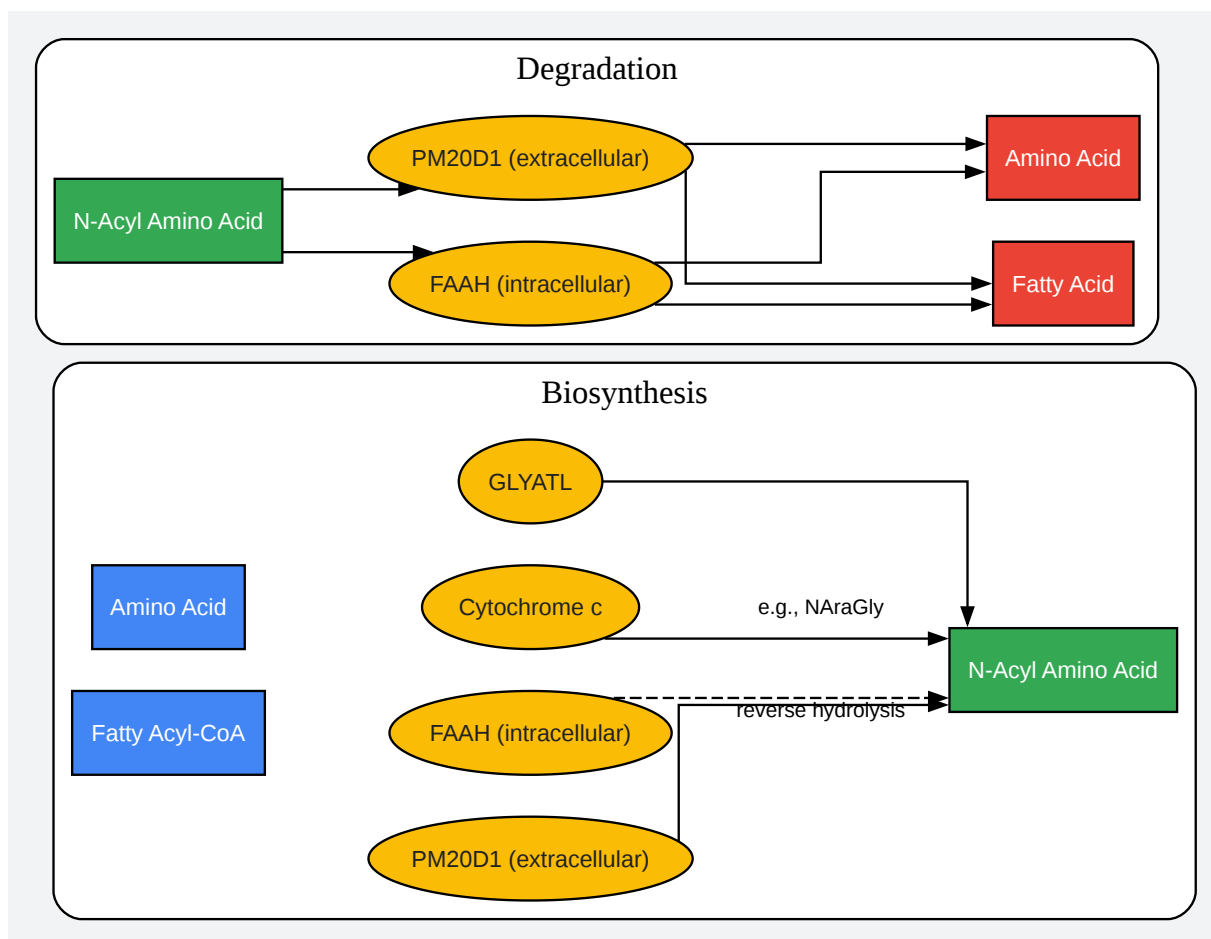 Degradation
PM20D1 (extracellular)
Amino Acid
N-Acyl Amino Acid
FAAH (intracellular)
Fatty Acid
Biosynthesis
GLYATL
Amino Acid
Cytochrome c
e.g., NAraGly
N-Acyl Amino Acid
reverse hydrolysis
Fatty Acyl-CoA
FAAH (intracellular)
PM20D1 (extracellular)